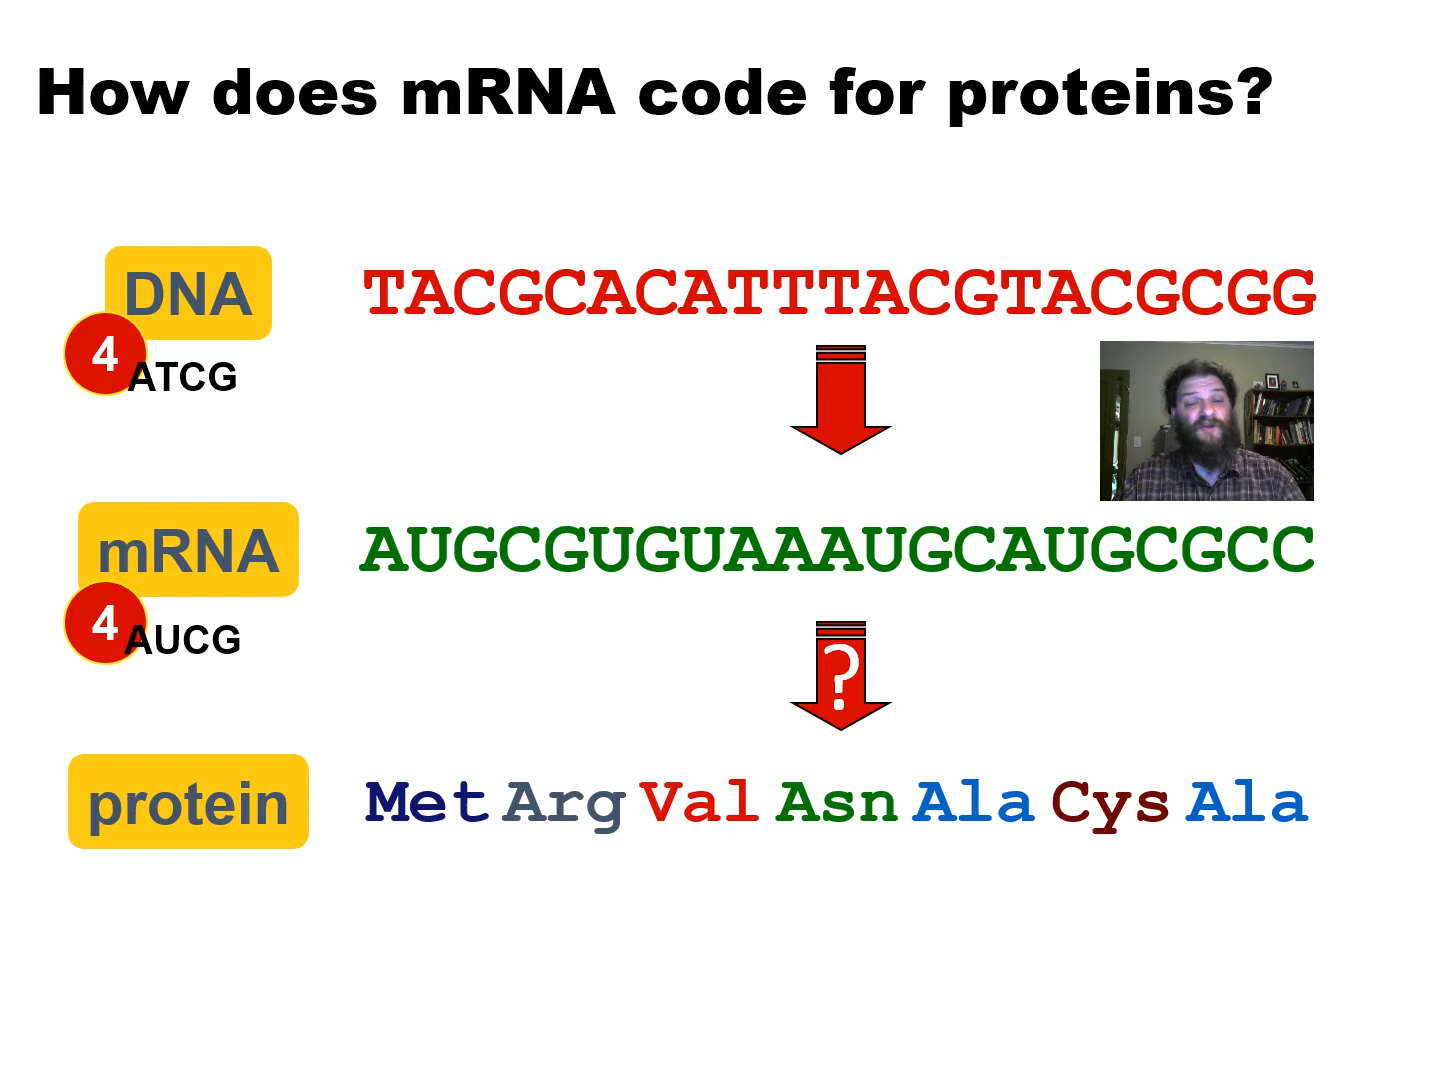 How does mRNA code for proteins?
DNA TACGCACATTTACGTACGCGG
4 ATCG
mRNA AUGCGUGUAAAUGCAUGCGCC
4 AUCG
?
protein Met Arg Val Asn Ala Cys Ala